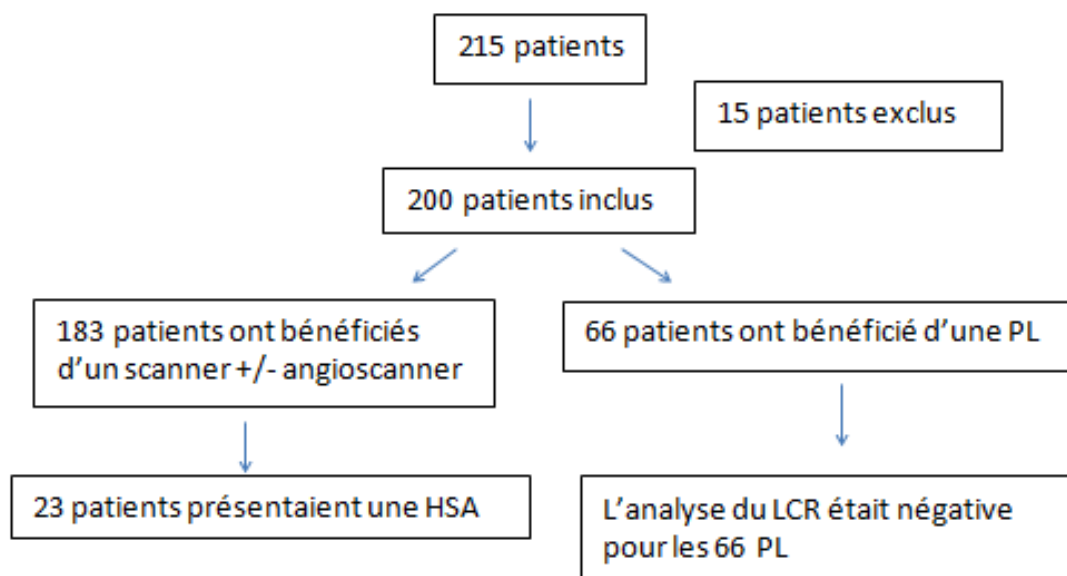 215 patients
15 patients exclus
200 patients inclus
183 patients ont bénéficiés
d'un scanner +/- angioscanner
66 patients ont bénéficié d'une PL
23 patients présentaient une HSA
L'analyse du LCR était négative
pour les 66 PL